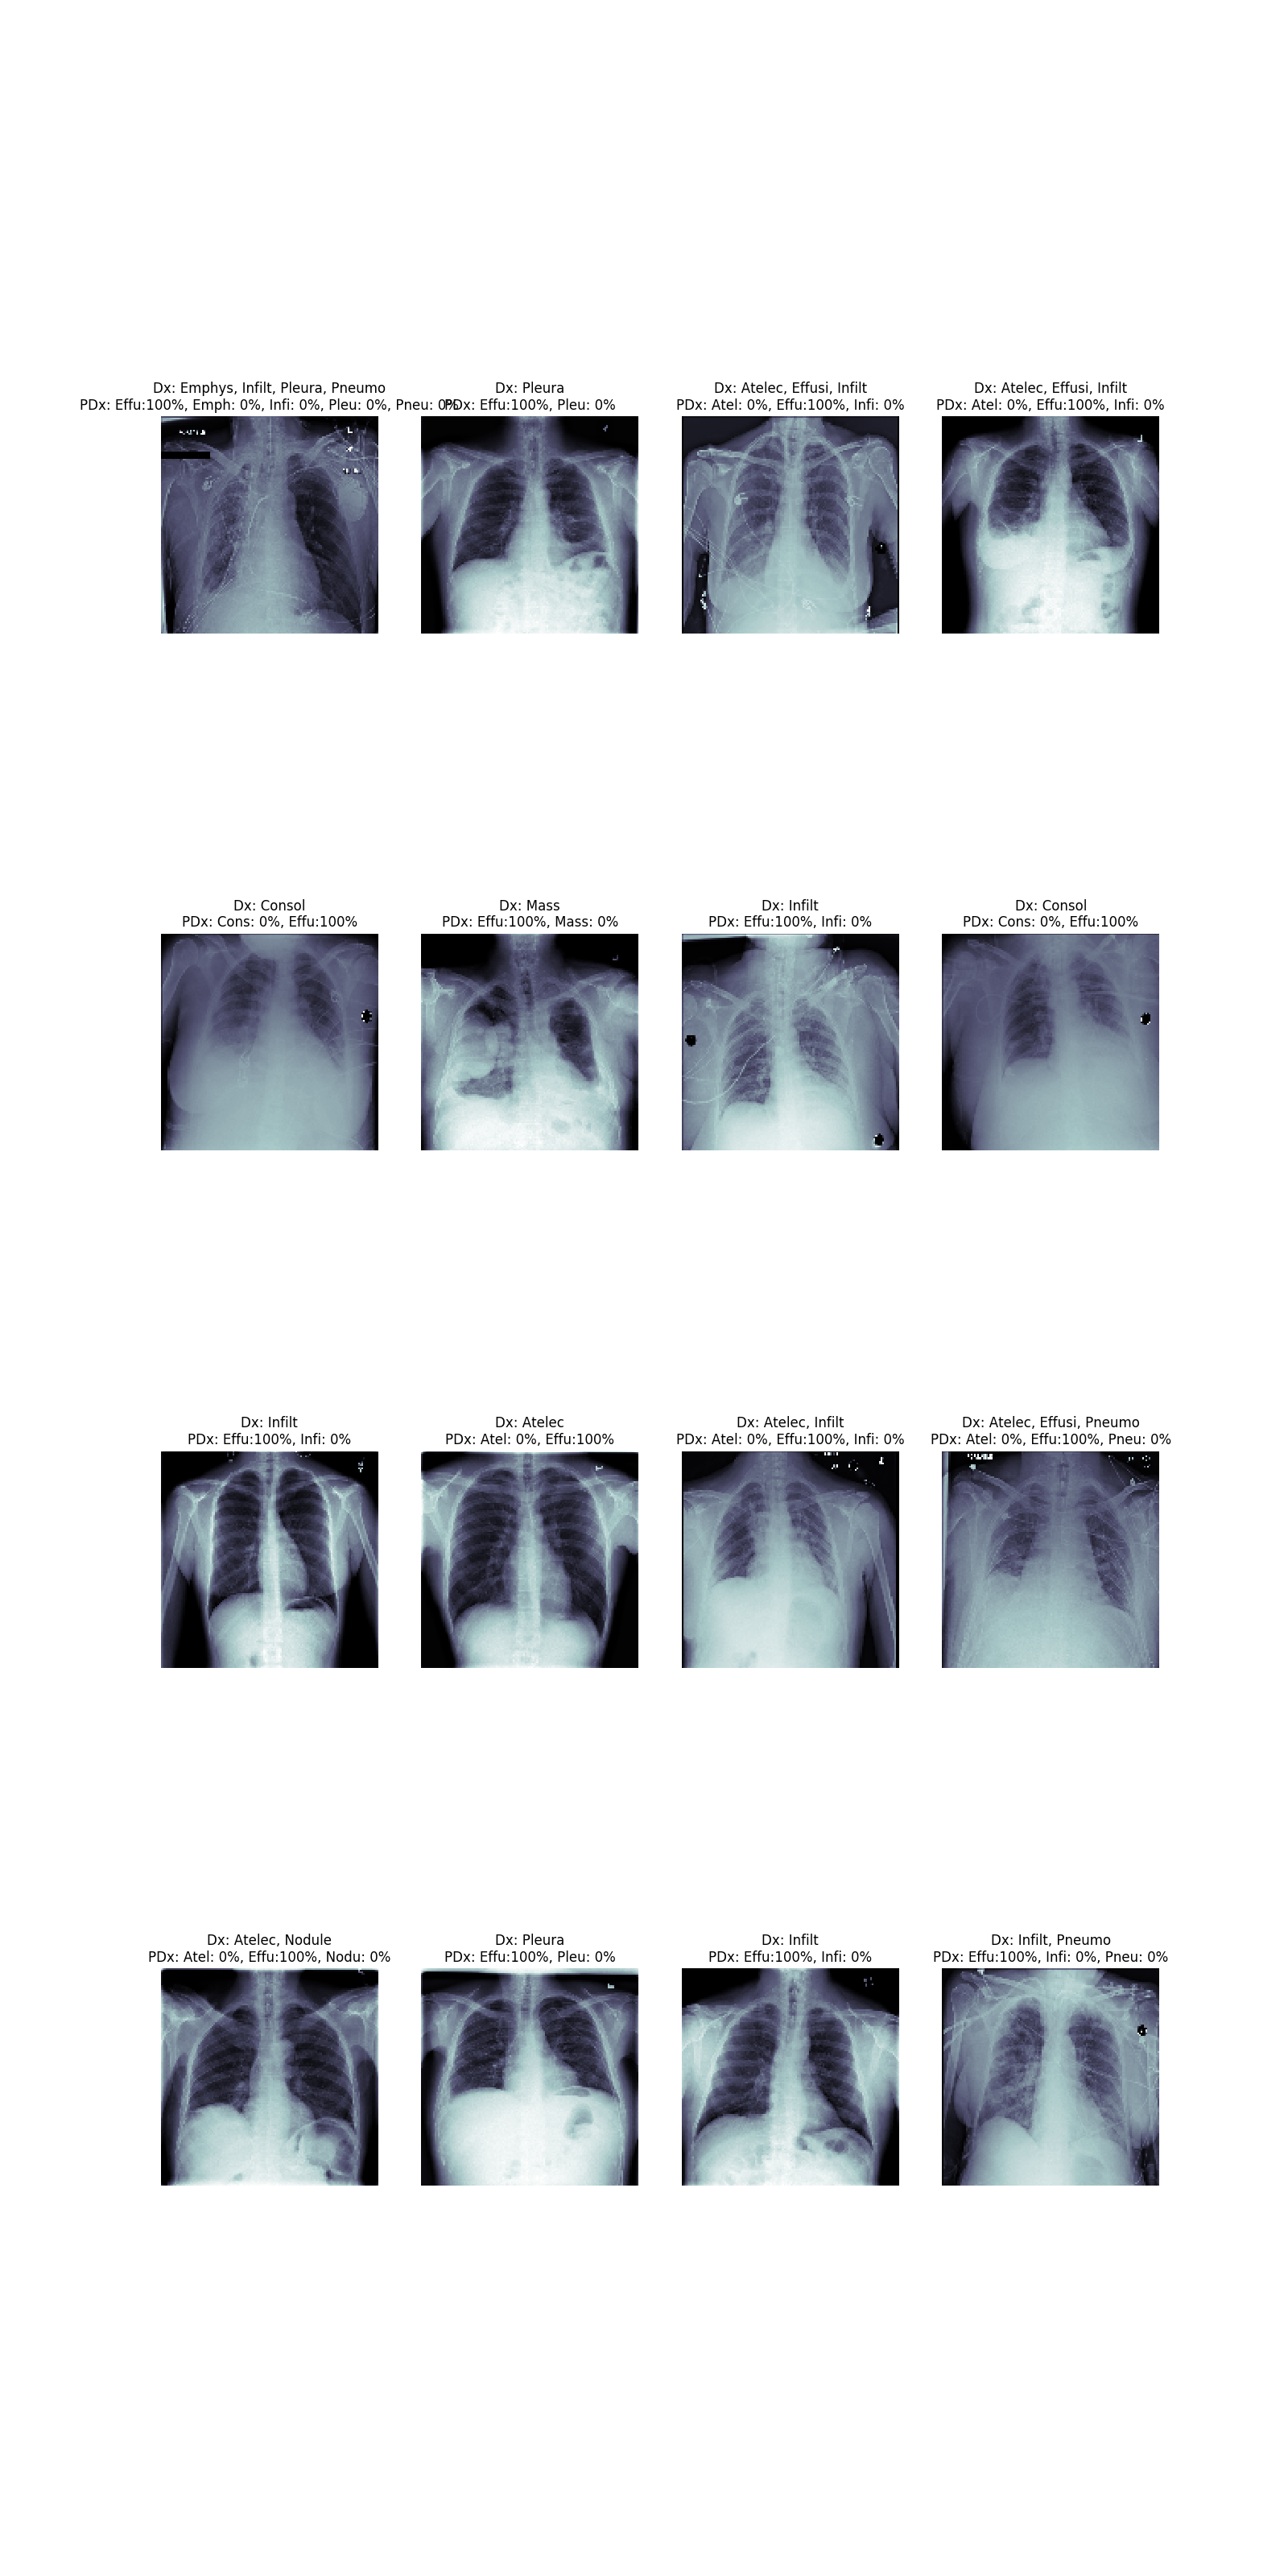 Dx: Emphys, Infilt, Pleura, Pneumo
PDx: Effu:100%, Emph: 0%, Infi: 0%, Pleu: 0%, Pneu: 0%
Dx: Pleura
PDx: Effu:100%, Pleu: 0%
Dx: Atelec, Effusi, Infilt
PDx: Atel: 0%, Effu:100%, Infi: 0%
Dx: Atelec, Effusi, Infilt
PDx: Atel: 0%, Effu:100%, Infi: 0%
Dx: Consol
PDx: Cons: 0%, Effu:100%
Dx: Mass
PDx: Effu:100%, Mass: 0%
Dx: Infilt
PDx: Effu:100%, Infi: 0%
Dx: Consol
PDx: Cons: 0%, Effu:100%
Dx: Infilt
PDx: Effu:100%, Infi: 0%
Dx: Atelec
PDx: Atel: 0%, Effu:100%
Dx: Atelec, Infilt
PDx: Atel: 0%, Effu:100%, Infi: 0%
Dx: Atelec, Effusi, Pneumo
PDx: Atel: 0%, Effu:100%, Pneu: 0%
Dx: Atelec, Nodule
PDx: Atel: 0%, Effu:100%, Nodu: 0%
Dx: Pleura
PDx: Effu:100%, Pleu: 0%
Dx: Infilt
PDx: Effu:100%, Infi: 0%
Dx: Infilt, Pneumo
PDx: Effu:100%, Infi: 0%, Pneu: 0%